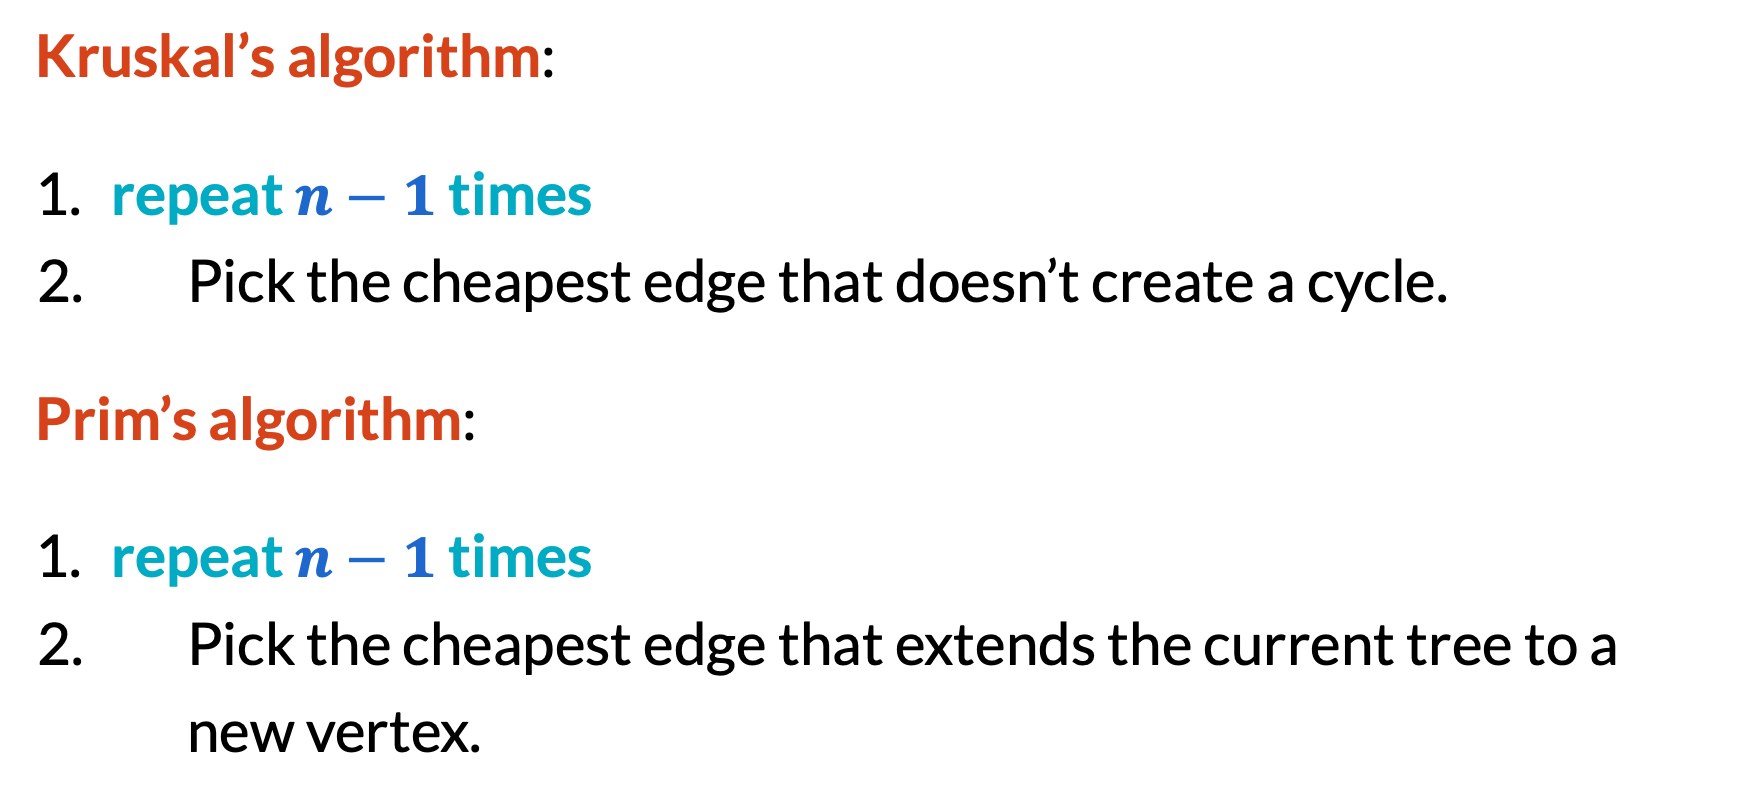 Kruskal’s algorithm:
1. repeat n − 1 times
2. Pick the cheapest edge that doesn’t create a cycle.
Prim’s algorithm:
1. repeat n − 1 times
2. Pick the cheapest edge that extends the current tree to a
new vertex.